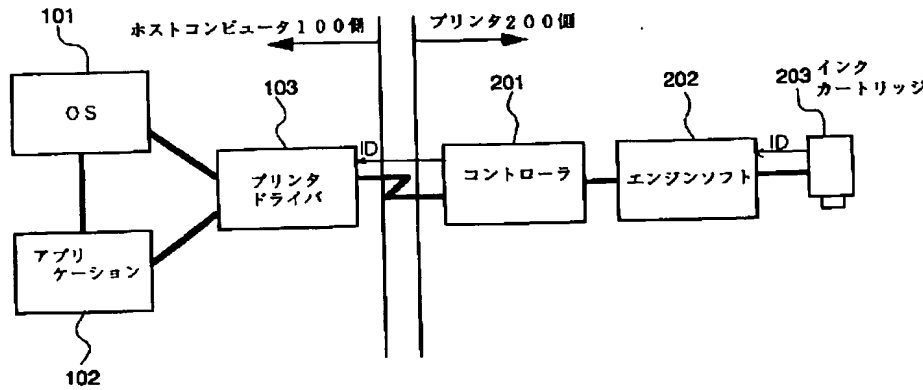 ホストコンピュータ100側
プリンタ200側
101
OS
103
ID
プリンタ
ドライバ
アプリ
ケーション
102
201
コントローラ
202
エンジンソフト
ID
203
インク
カートリッジ